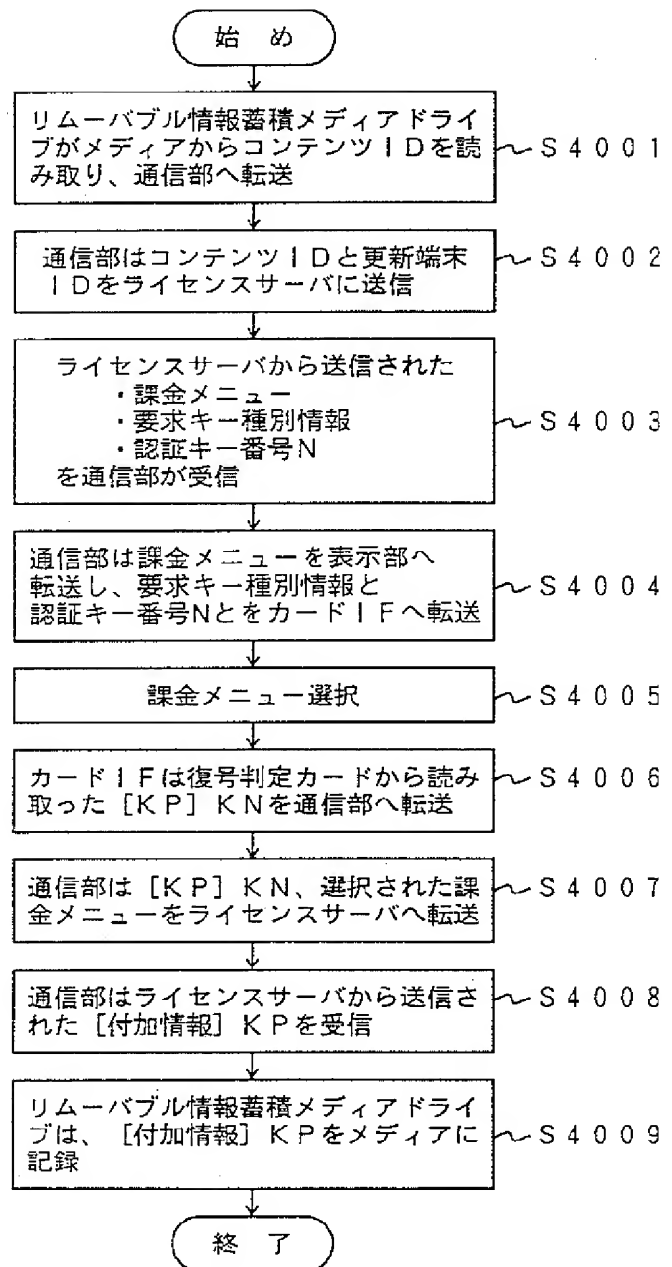 始 め
リムーバブル情報蓄積メディアドライ
ブがメディアからコンテンツIDを読
み取り、通信部へ転送
S4001
通信部はコンテンツIDと更新端末
IDをライセンスサーバに送信
S4002
ライセンスサーバから送信された
・課金メニュー
・要求キー種別情報
・認証キー番号N
を通信部が受信
S4003
通信部は課金メニューを表示部へ
転送し、要求キー種別情報と
認証キー番号NとをカードIFへ転送
S4004
課金メニュー選択
S4005
カードIFは復号判定カードから読み
取った[KP]KNを通信部へ転送
S4006
通信部は[KP]KN、選択された課
金メニューをライセンスサーバへ転送
S4007
通信部はライセンスサーバから送信さ
れた[付加情報]KPを受信
S4008
リムーバブル情報蓄積メディアドライ
ブは、[付加情報]KPをメディアに
記録
S4009
終 了